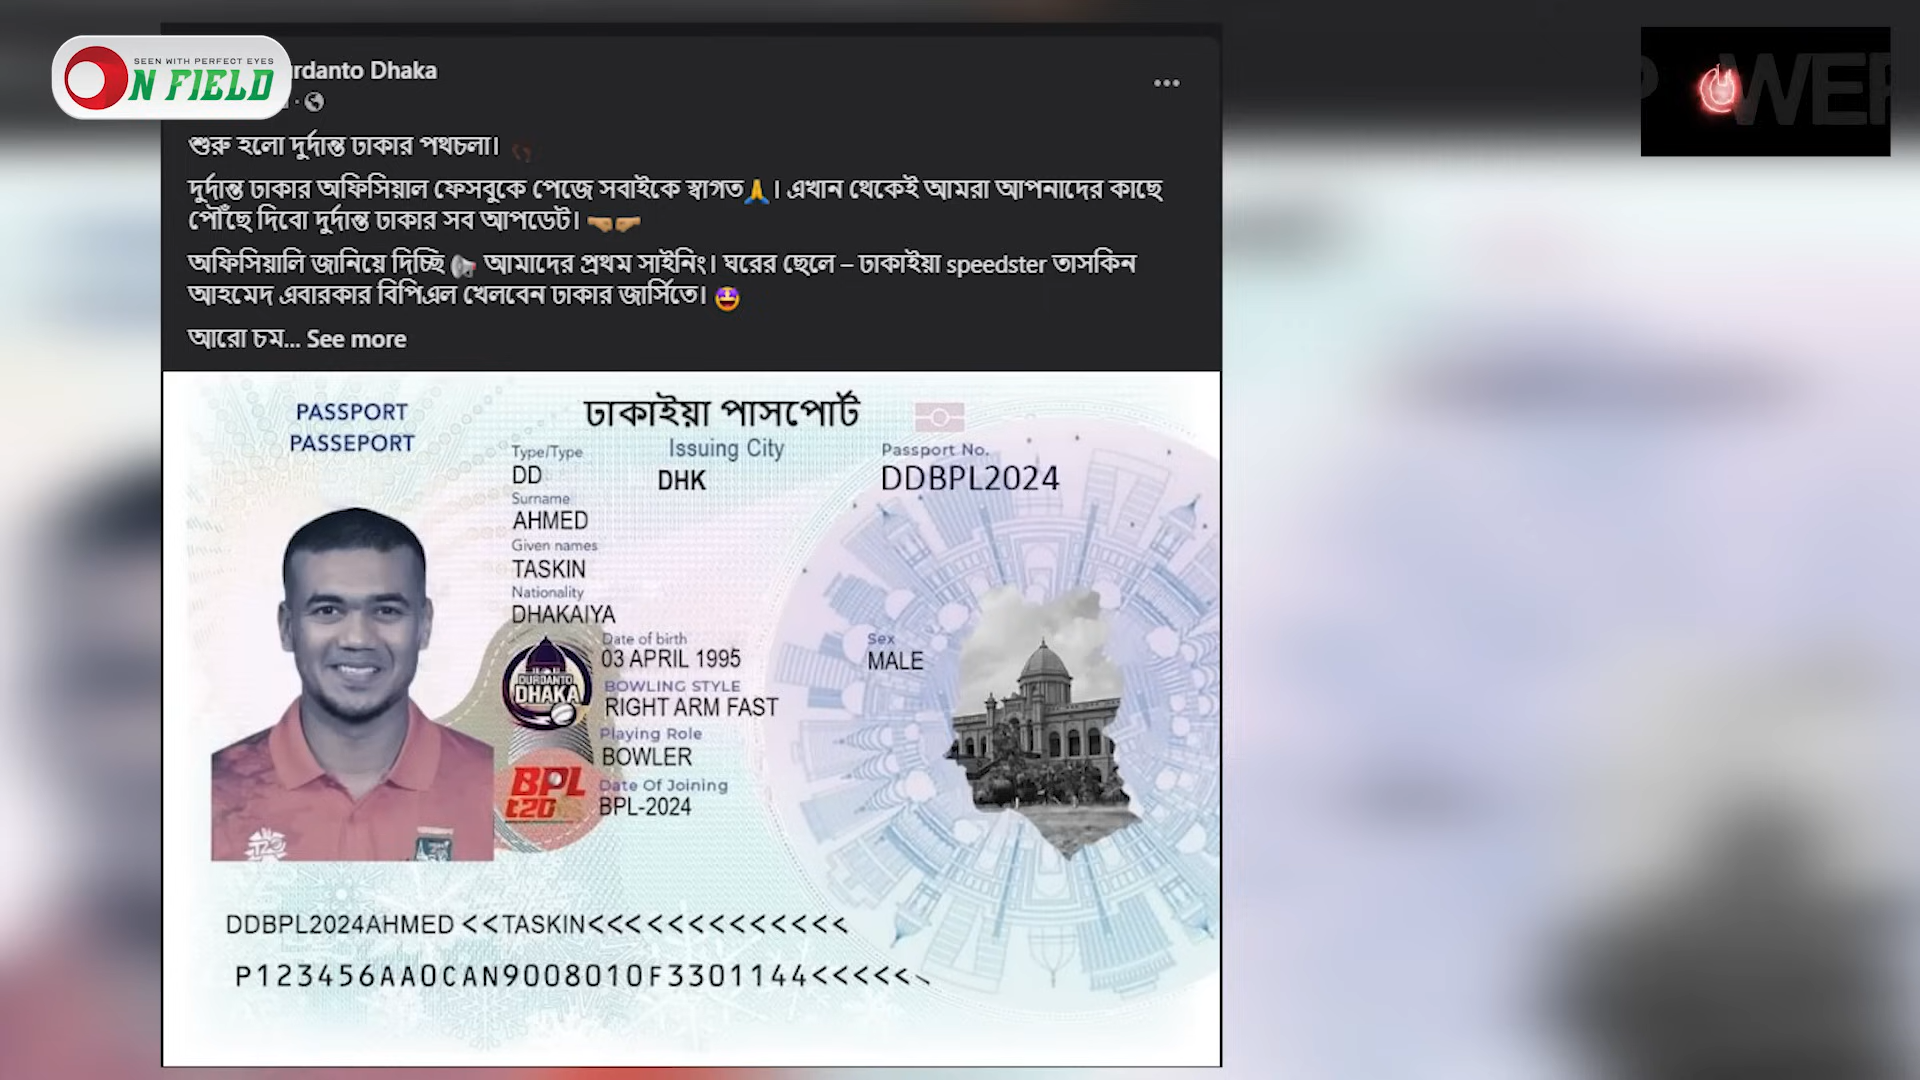 SEEN WITH PERFECT EYES
ON FIELD
rdanto Dhaka
POWER
শুরু হলো দুর্দান্ত ঢাকার পথচলা।
দুর্দান্ত ঢাকার অফিসিয়াল ফেসবুকে পেজে সবাইকে স্বাগত🙏। এখান থেকেই আমরা আপনাদের কাছে
পৌঁছে দিবো দুর্দান্ত ঢাকার সব আপডেট।
অফিসিয়ালি জানিয়ে দিচ্ছি 📢 আমাদের প্রথম সাইনিং। ঘরের ছেলে – ঢাকাইয়া speedster তাসকিন
আহমেদ এবারকার বিপিএল খেলবেন ঢাকার জার্সিতে। 🤩
আরো চম... See more
PASSPORT
PASSEPORT
ঢাকাইয়া পাসপোর্ট
Type/Type
Issuing City
Passport No.
DD
DHK
DDBPL2024
Surname
AHMED
Given names
TASKIN
Nationality
DHAKAIYA
Date of birth
03 APRIL 1995
Sex
MALE
BOWLING STYLE
RIGHT ARM FAST
Playing Role
BOWLER
Date Of Joining
BPL-2024
DURDANTO
DHAKA
BPL
t20
T20
DDBPL2024AHMED <<TASKIN<<<<<<<<<<<<<
P123456AA0CAN9008010F3301144<<<<<